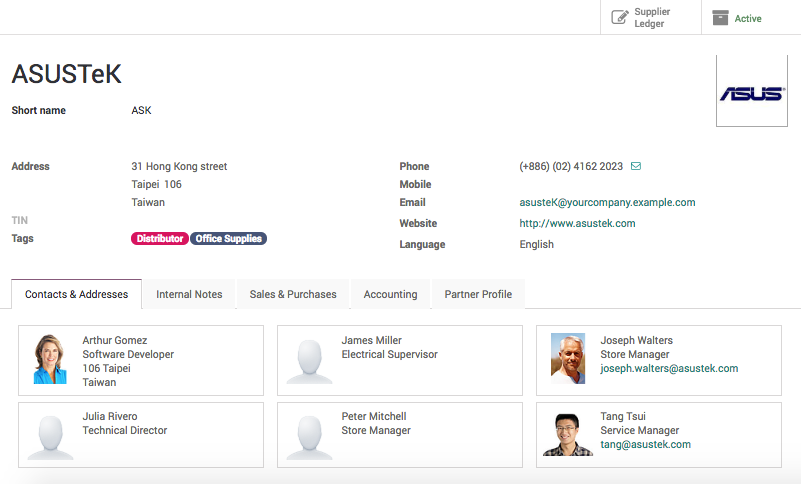 Supplier
Ledger
Active
ASUSTeK
ASUS
Short name ASK
Address 31 Hong Kong street
Taipei 106
Taiwan
TIN
Tags Distributor Office Supplies
Phone (+886) (02) 4162 2023
Mobile
Email asusteK@yourcompany.example.com
Website http://www.asustek.com
Language English
Contacts & Addresses Internal Notes Sales & Purchases Accounting Partner Profile
Arthur Gomez
Software Developer
106 Taipei
Taiwan
James Miller
Electrical Supervisor
Joseph Walters
Store Manager
joseph.walters@asustek.com
Julia Rivero
Technical Director
Peter Mitchell
Store Manager
Tang Tsui
Service Manager
tang@asustek.com